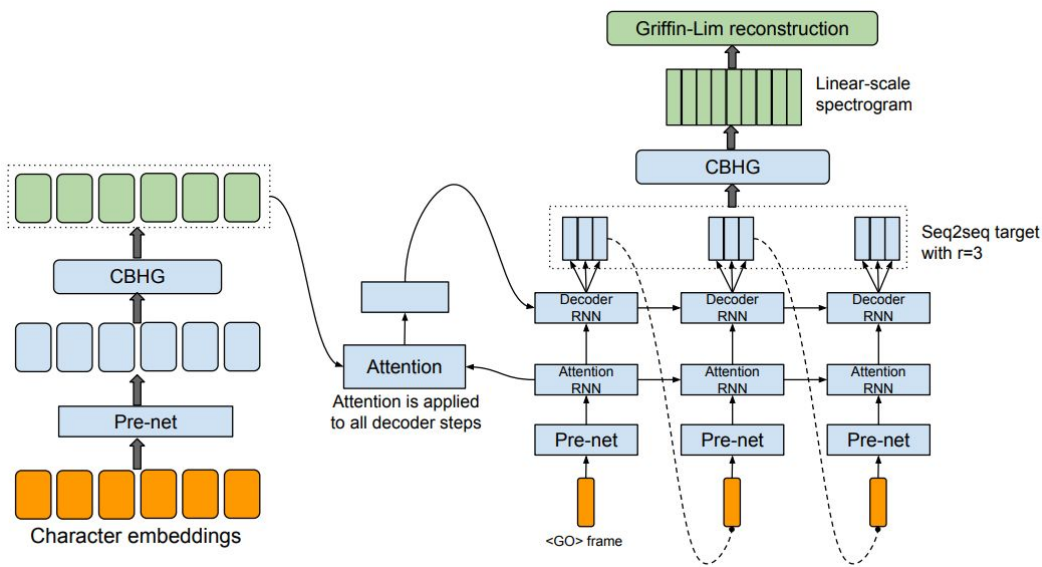 Griffin-Lim reconstruction
Linear-scale
spectrogram
CBHG
Seq2seq target
with r=3
CBHG
Decoder
RNN
Decoder
RNN
Decoder
RNN
Attention
Attention
RNN
Attention
RNN
Attention
RNN
Attention is applied
to all decoder steps
Pre-net
Pre-net
Pre-net
Pre-net
Character embeddings
<GO> frame